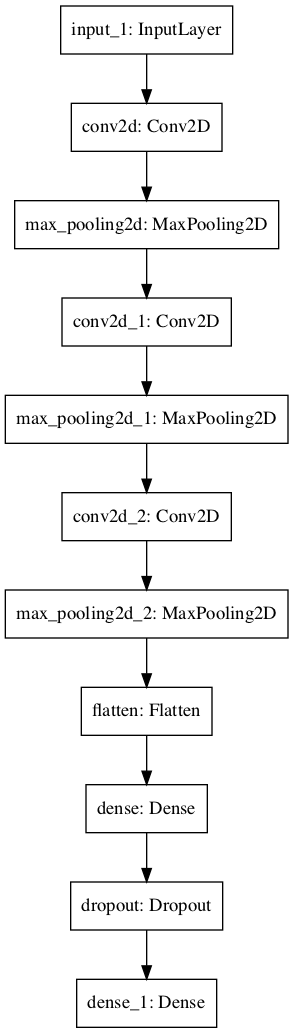 input_1: InputLayer
conv2d: Conv2D
max_pooling2d: MaxPooling2D
conv2d_1: Conv2D
max_pooling2d_1: MaxPooling2D
conv2d_2: Conv2D
max_pooling2d_2: MaxPooling2D
flatten: Flatten
dense: Dense
dropout: Dropout
dense_1: Dense